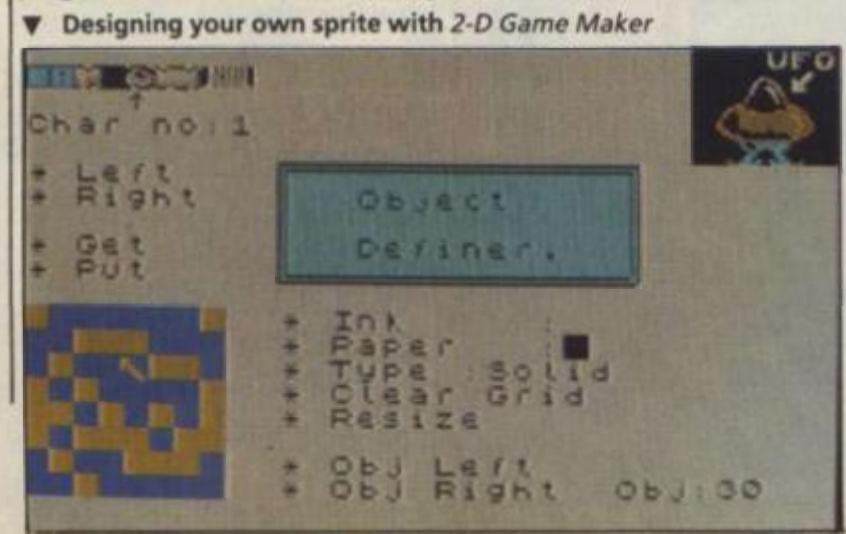 ▼ Designing your own sprite with 2-D Game Maker
UFO
Char no:1
* Left
* Right
* Get
* Put
Object
Definer.
* Ink :
* Paper :
* Type :Solid
* Clear Grid
* Resize
* Obj Left
* Obj Right Obj:30